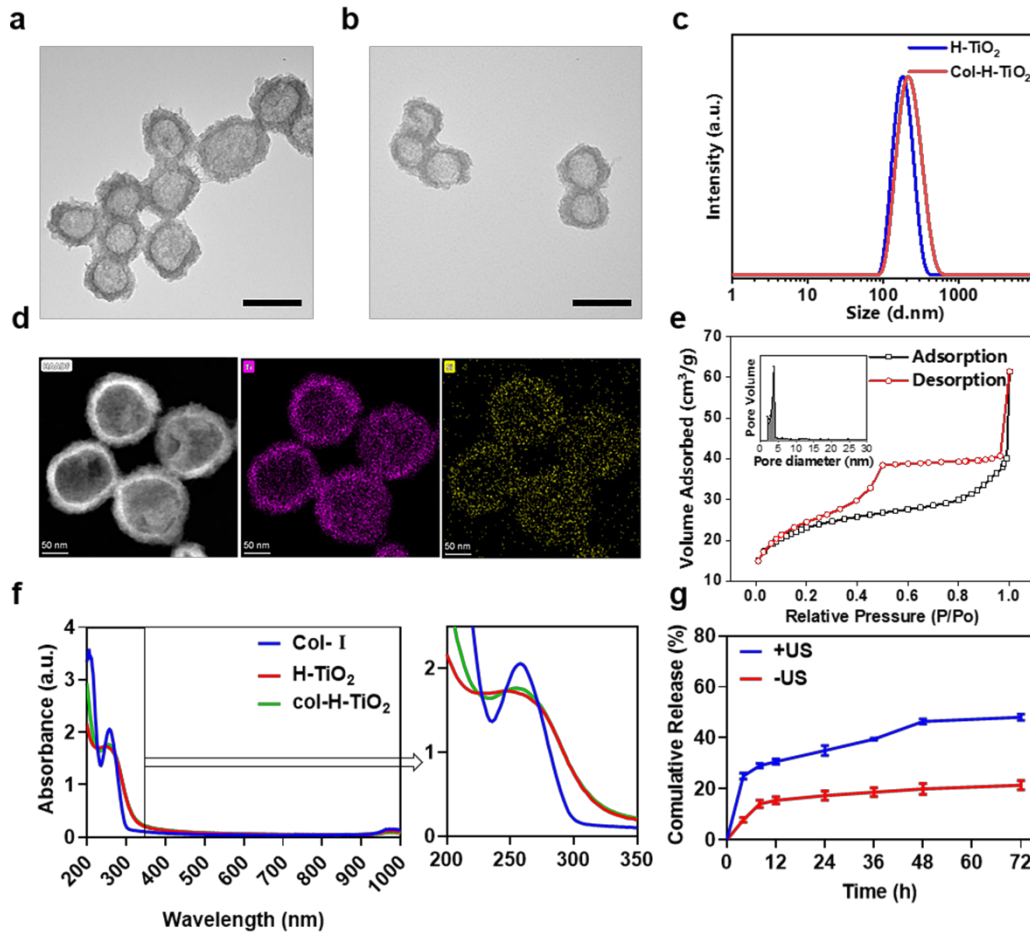 a
b
c
H-TiO2
Col-H-TiO2
Intensity (a.u.)
1
10
100
1000
Size (d.nm)
d
HAADF
Ti
50 nm
50 nm
50 nm
e
Volume Adsorbed (cm3/g)
70
60
50
40
30
20
10
Adsorption
Desorption
Pore Volume
0 5 10 15 20 25 30
Pore diameter (nm)
0.0 0.2 0.4 0.6 0.8 1.0
Relative Pressure (P/Po)
f
Absorbance (a.u.)
4
3
2
1
0
Col- I
H-TiO2
col-H-TiO2
200 300 400 500 600 700 800 900 1000
2
1
0
200 250 300 350
Wavelength (nm)
g
Comulative Release (%)
80
60
40
20
0
+US
-US
0 12 24 36 48 60 72
Time (h)